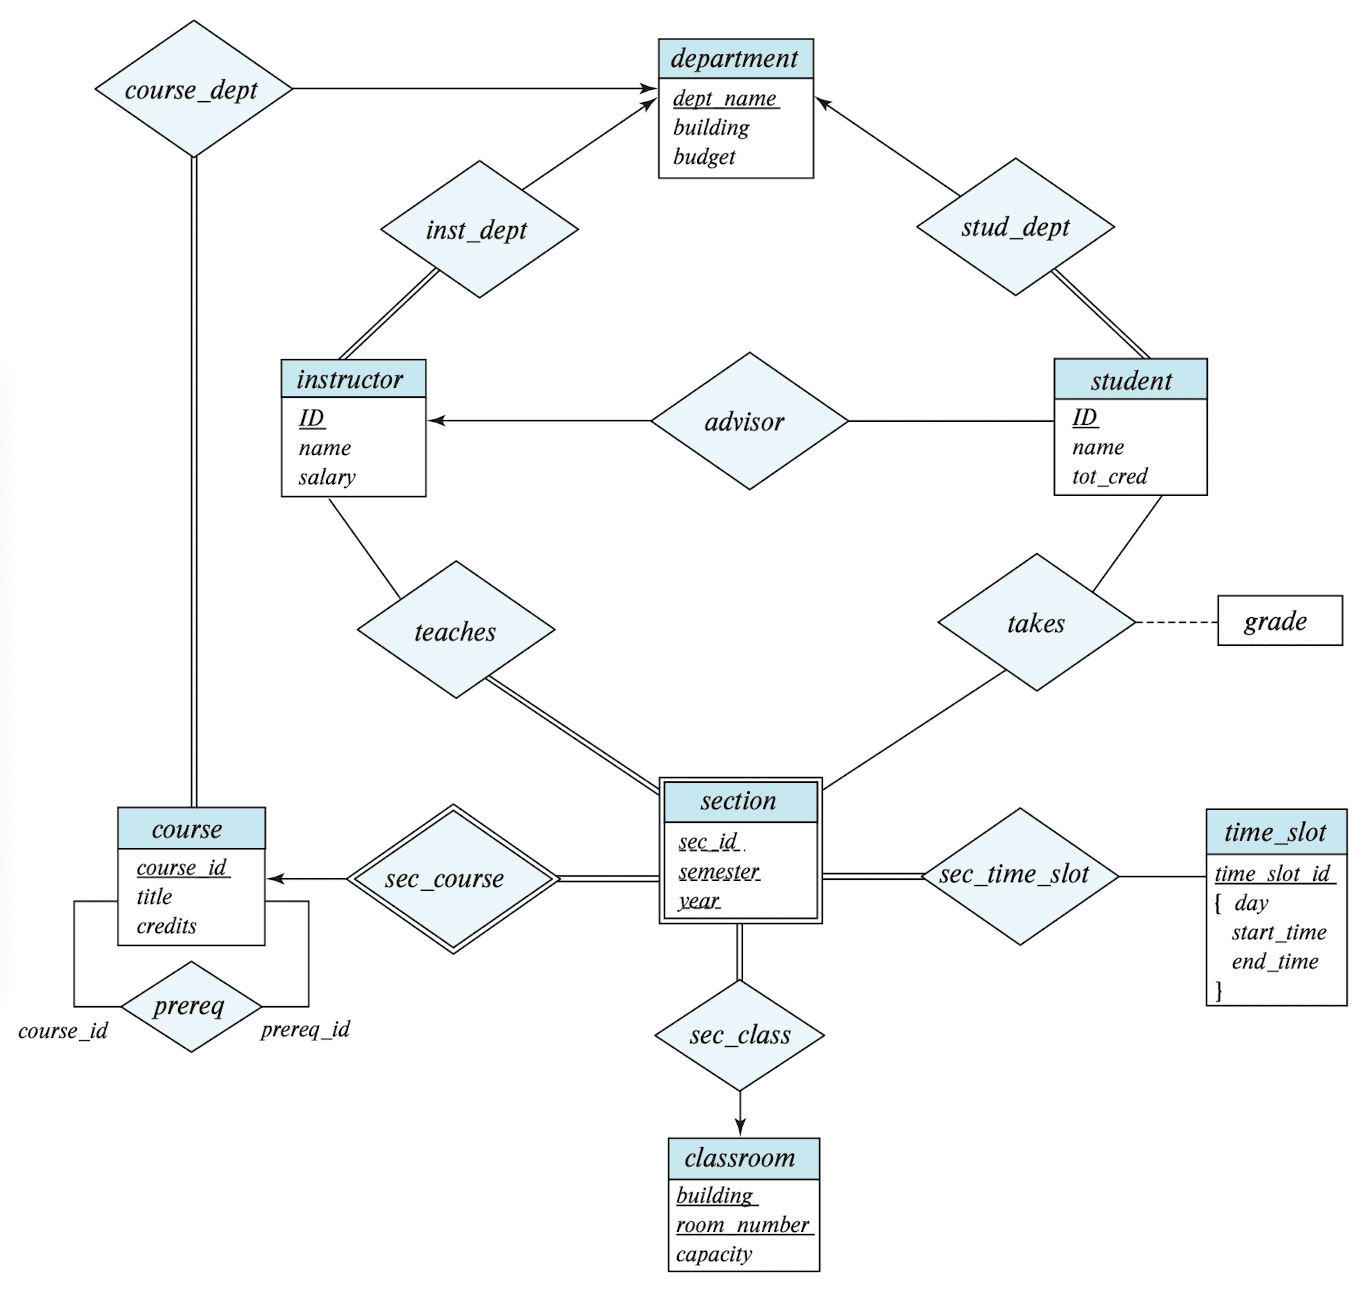 course_dept
department
dept_name
building
budget
inst_dept
stud_dept
instructor
ID
name
salary
advisor
student
ID
name
tot_cred
teaches
takes
grade
course
course_id
title
credits
prereq
course_id
prereq_id
sec_course
section
sec_id
semester
year
sec_time_slot
time_slot
time_slot_id
{ day
start_time
end_time
}
sec_class
classroom
building
room_number
capacity